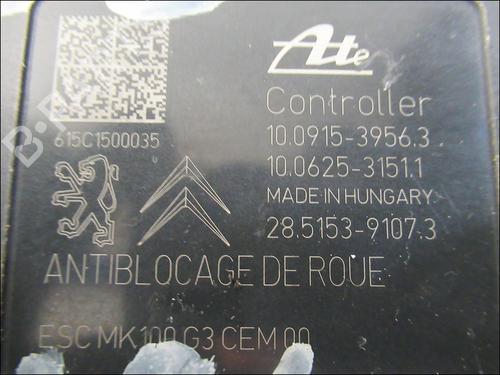 Ate
Controller
615C1500035
10.0915-3956.3
10.0625-3151.1
MADE IN HUNGARY
28.5153-9107.3
ANTIBLOCAGE DE ROUE
ESC MK100 G3 CEM 00